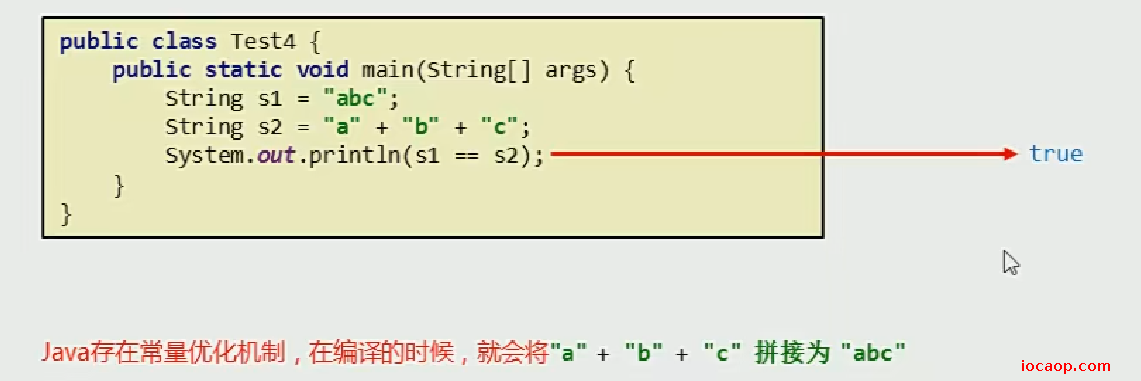 public class Test4 {
    public static void main(String[] args) {
        String s1 = "abc";
        String s2 = "a" + "b" + "c";
        System.out.println(s1 == s2); true
    }
}
Java存在常量优化机制，在编译的时候，就会将"a" + "b" + "c" 拼接为 "abc"
iocaop.com